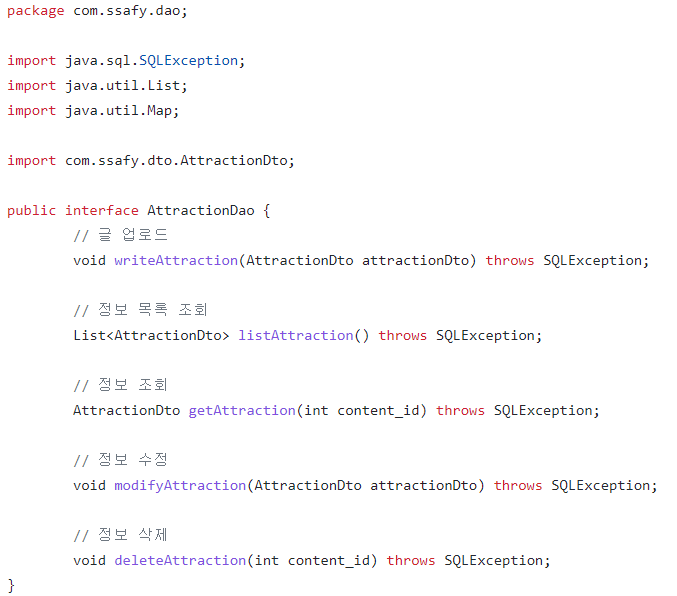 package com.ssafy.dao;
import java.sql.SQLException;
import java.util.List;
import java.util.Map;
import com.ssafy.dto.AttractionDto;
public interface AttractionDao {
// 글 업로드
void writeAttraction(AttractionDto attractionDto) throws SQLException;
// 정보 목록 조회
List<AttractionDto> listAttraction() throws SQLException;
// 정보 조회
AttractionDto getAttraction(int content_id) throws SQLException;
// 정보 수정
void modifyAttraction(AttractionDto attractionDto) throws SQLException;
// 정보 삭제
void deleteAttraction(int content_id) throws SQLException;
}